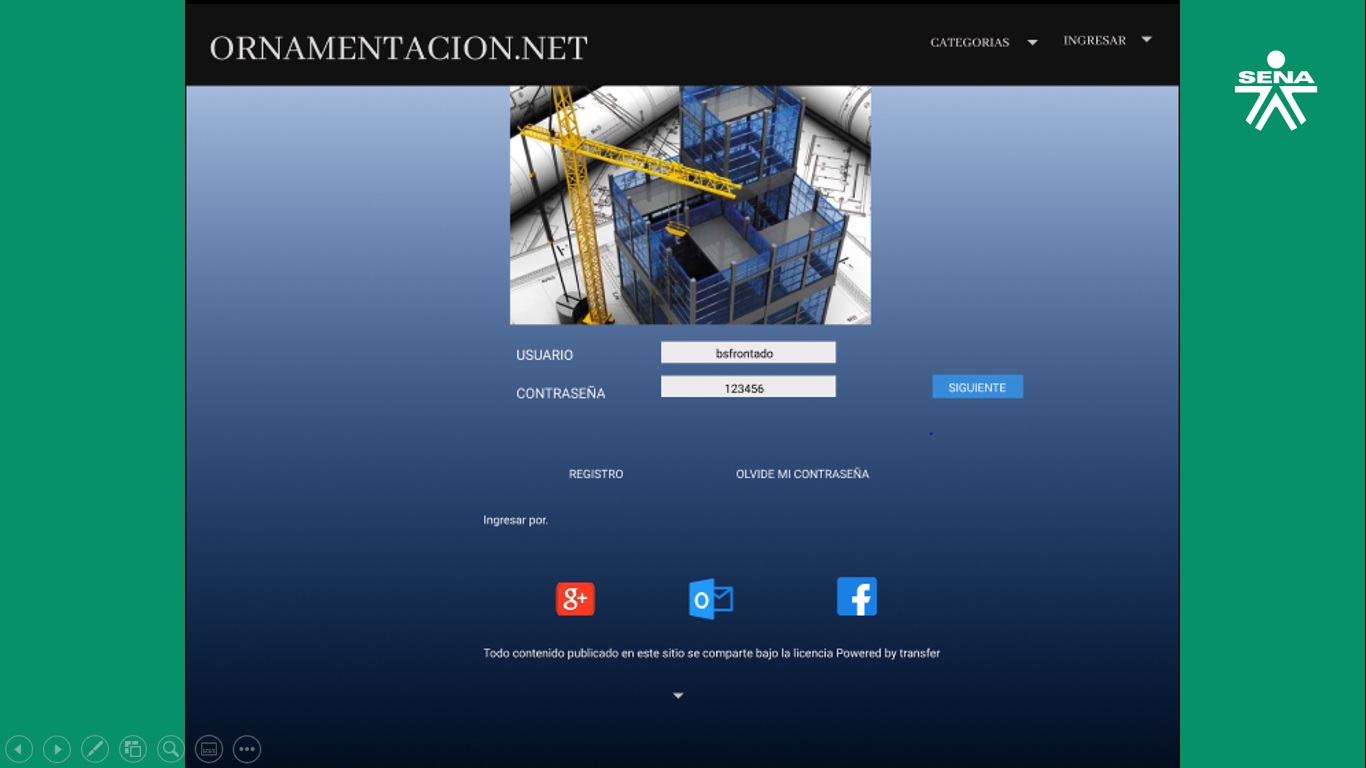 ORNAMENTACION.NET
CATEGORIAS
INGRESAR
SENA
USUARIO
bsfrontado
CONTRASEÑA
123456
SIGUIENTE
REGISTRO
OLVIDE MI CONTRASEÑA
Ingresar por.
g+
o
f
Todo contenido publicado en este sitio se comparte bajo la licencia Powered by transfer